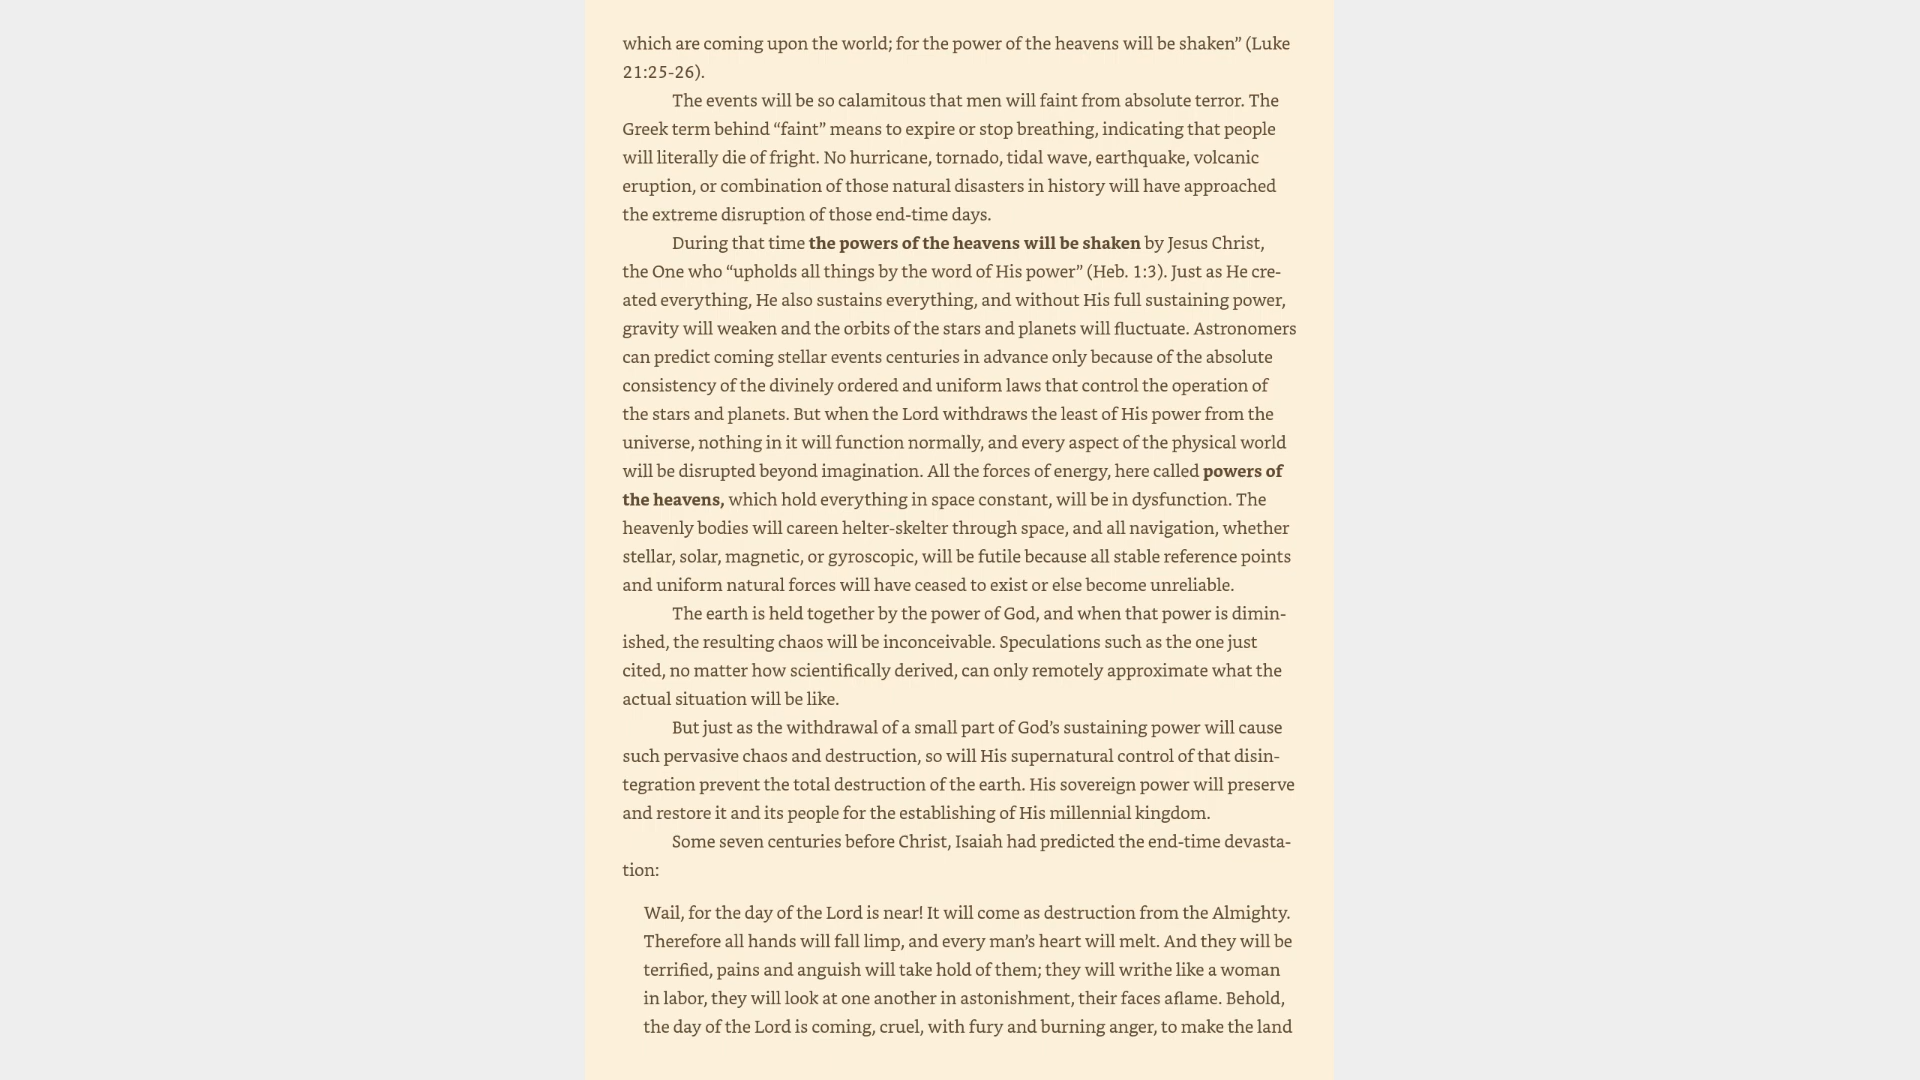 which are coming upon the world; for the power of the heavens will be shaken” (Luke
21:25-26).
The events will be so calamitous that men will faint from absolute terror. The
Greek term behind “faint” means to expire or stop breathing, indicating that people
will literally die of fright. No hurricane, tornado, tidal wave, earthquake, volcanic
eruption, or combination of those natural disasters in history will have approached
the extreme disruption of those end-time days.
During that time the powers of the heavens will be shaken by Jesus Christ,
the One who “upholds all things by the word of His power” (Heb. 1:3). Just as He cre-
ated everything, He also sustains everything, and without His full sustaining power,
gravity will weaken and the orbits of the stars and planets will fluctuate. Astronomers
can predict coming stellar events centuries in advance only because of the absolute
consistency of the divinely ordered and uniform laws that control the operation of
the stars and planets. But when the Lord withdraws the least of His power from the
universe, nothing in it will function normally, and every aspect of the physical world
will be disrupted beyond imagination. All the forces of energy, here called powers of
the heavens, which hold everything in space constant, will be in dysfunction. The
heavenly bodies will careen helter-skelter through space, and all navigation, whether
stellar, solar, magnetic, or gyroscopic, will be futile because all stable reference points
and uniform natural forces will have ceased to exist or else become unreliable.
The earth is held together by the power of God, and when that power is dimin-
ished, the resulting chaos will be inconceivable. Speculations such as the one just
cited, no matter how scientifically derived, can only remotely approximate what the
actual situation will be like.
But just as the withdrawal of a small part of God’s sustaining power will cause
such pervasive chaos and destruction, so will His supernatural control of that disin-
tegration prevent the total destruction of the earth. His sovereign power will preserve
and restore it and its people for the establishing of His millennial kingdom.
Some seven centuries before Christ, Isaiah had predicted the end-time devasta-
tion:
Wail, for the day of the Lord is near! It will come as destruction from the Almighty.
Therefore all hands will fall limp, and every man’s heart will melt. And they will be
terrified, pains and anguish will take hold of them; they will writhe like a woman
in labor, they will look at one another in astonishment, their faces aflame. Behold,
the day of the Lord is coming, cruel, with fury and burning anger, to make the land